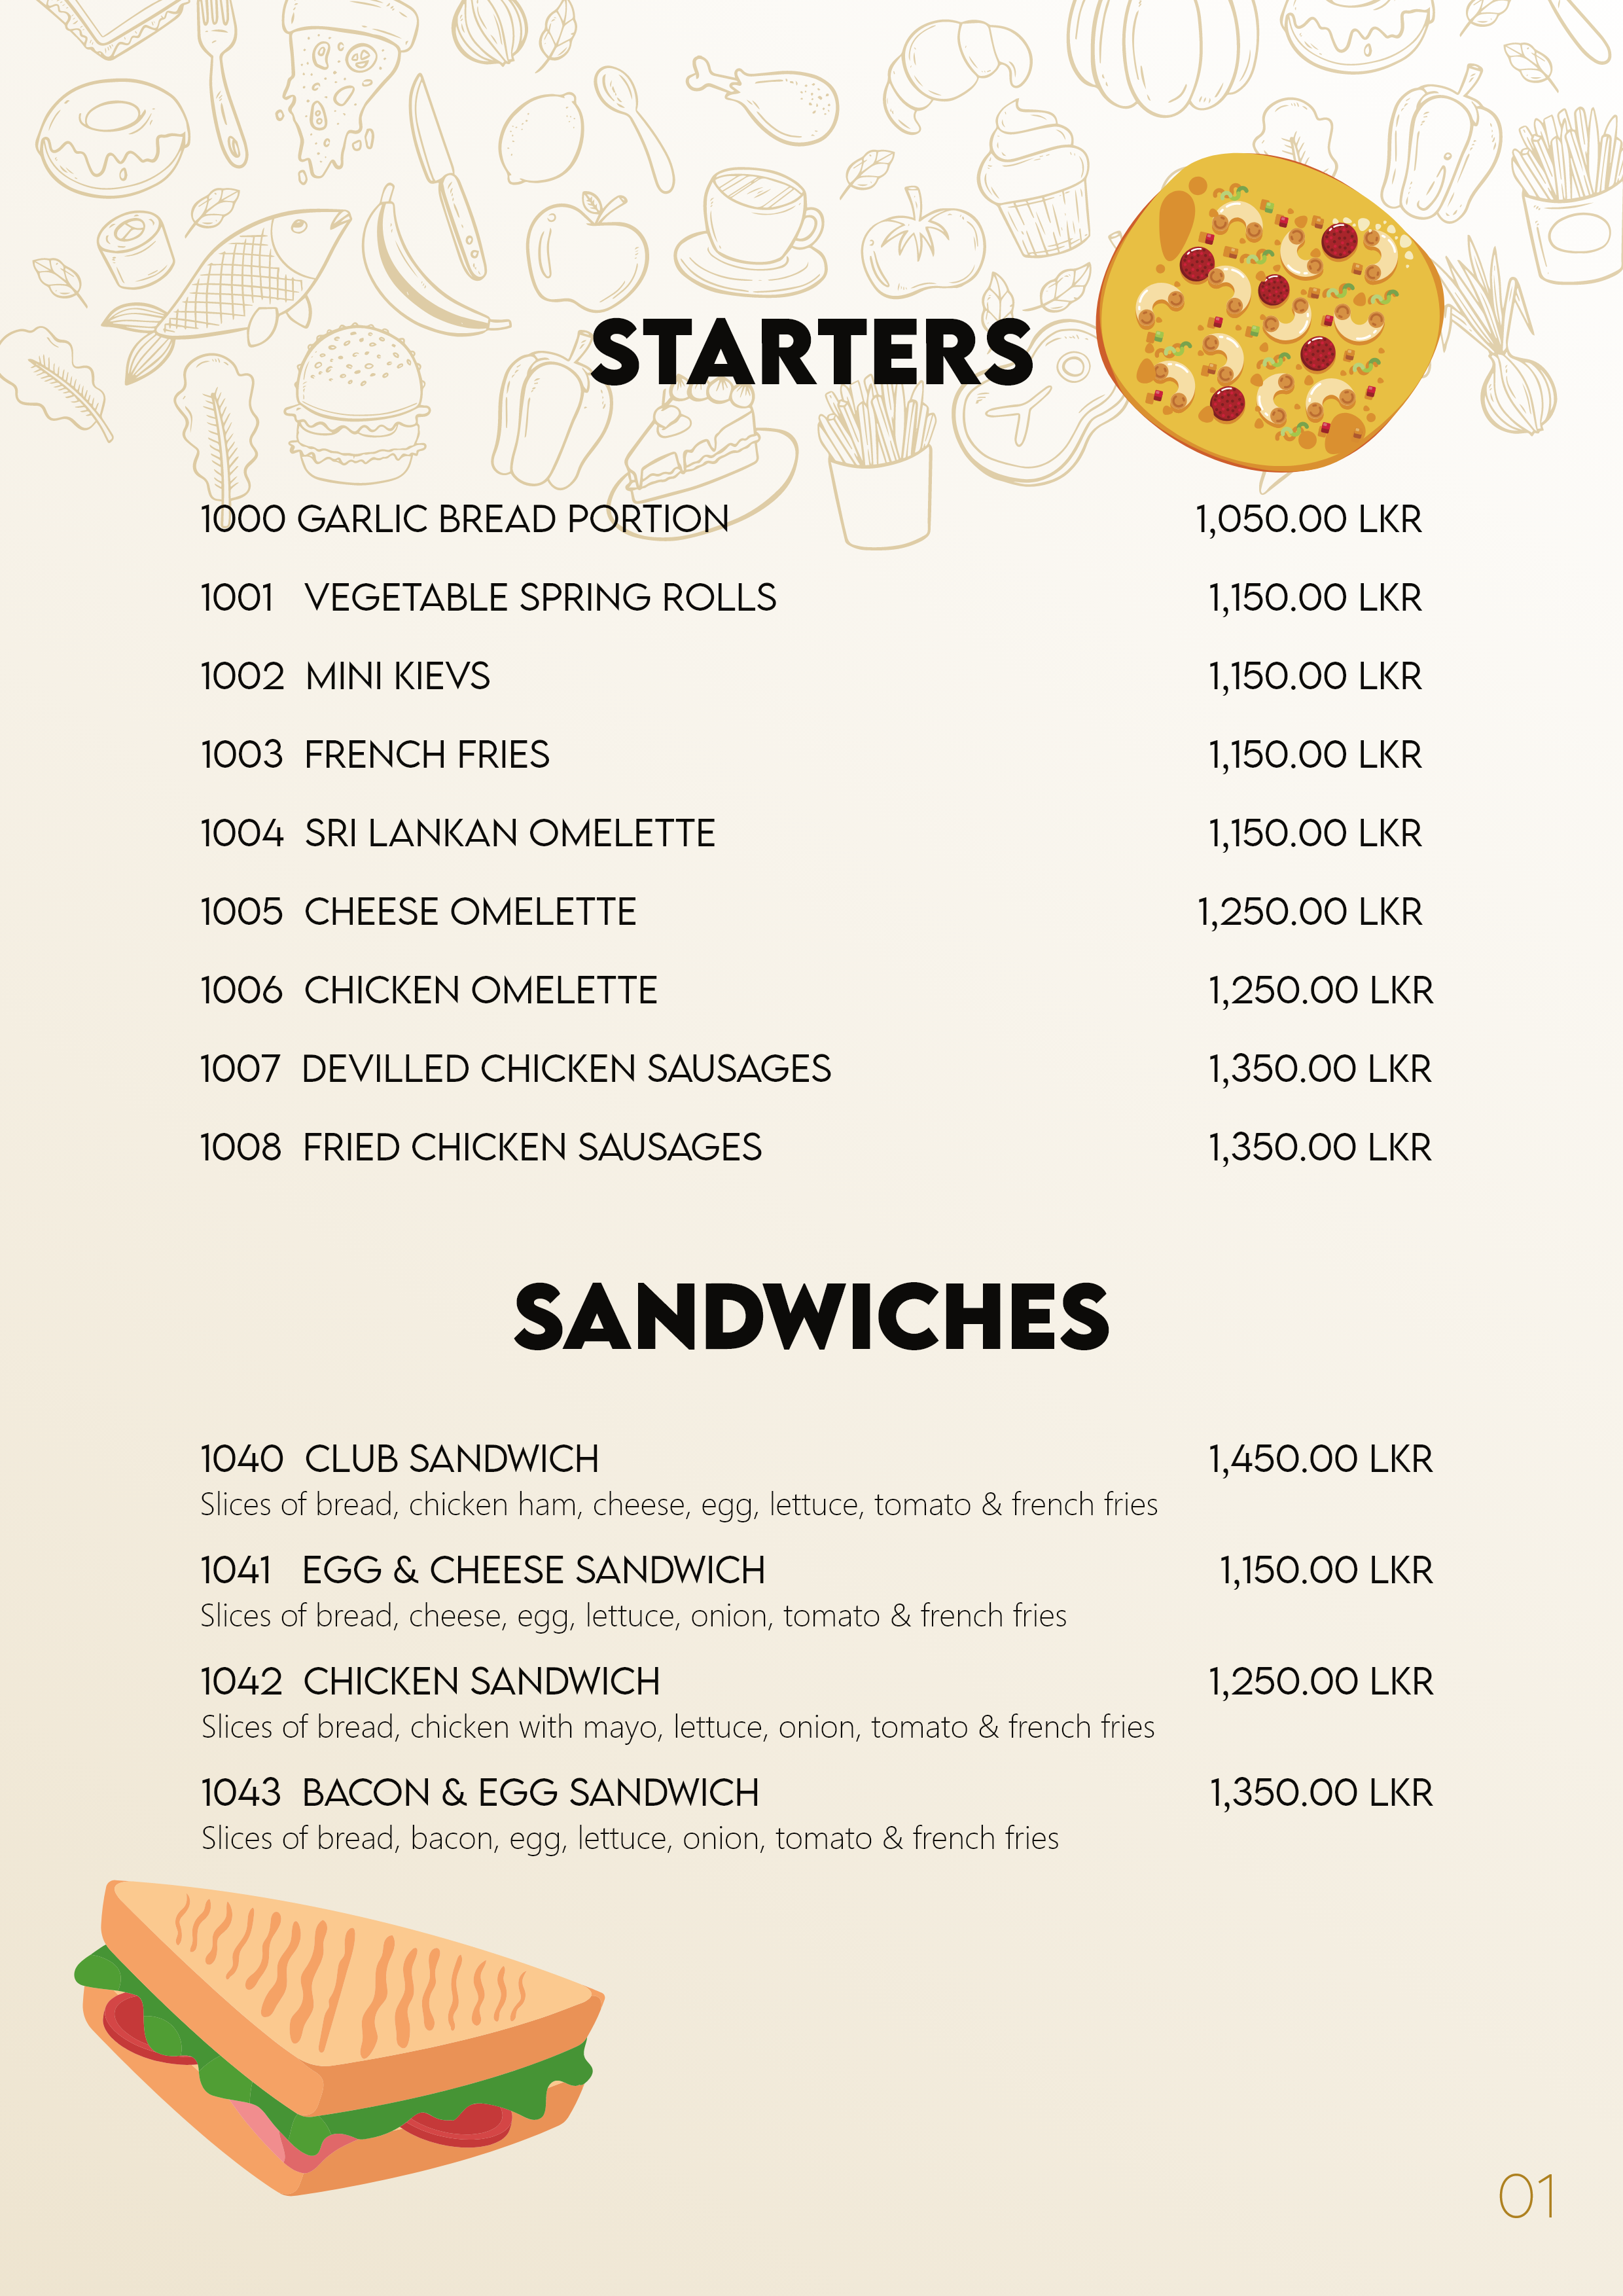 STARTERS
1000 GARLIC BREAD PORTION 1,050.00 LKR
1001 VEGETABLE SPRING ROLLS 1,150.00 LKR
1002 MINI KIEVS 1,150.00 LKR
1003 FRENCH FRIES 1,150.00 LKR
1004 SRI LANKAN OMELETTE 1,150.00 LKR
1005 CHEESE OMELETTE 1,250.00 LKR
1006 CHICKEN OMELETTE 1,250.00 LKR
1007 DEVILLED CHICKEN SAUSAGES 1,350.00 LKR
1008 FRIED CHICKEN SAUSAGES 1,350.00 LKR
SANDWICHES
1040 CLUB SANDWICH 1,450.00 LKR
Slices of bread, chicken ham, cheese, egg, lettuce, tomato & french fries
1041 EGG & CHEESE SANDWICH 1,150.00 LKR
Slices of bread, cheese, egg, lettuce, onion, tomato & french fries
1042 CHICKEN SANDWICH 1,250.00 LKR
Slices of bread, chicken with mayo, lettuce, onion, tomato & french fries
1043 BACON & EGG SANDWICH 1,350.00 LKR
Slices of bread, bacon, egg, lettuce, onion, tomato & french fries
01